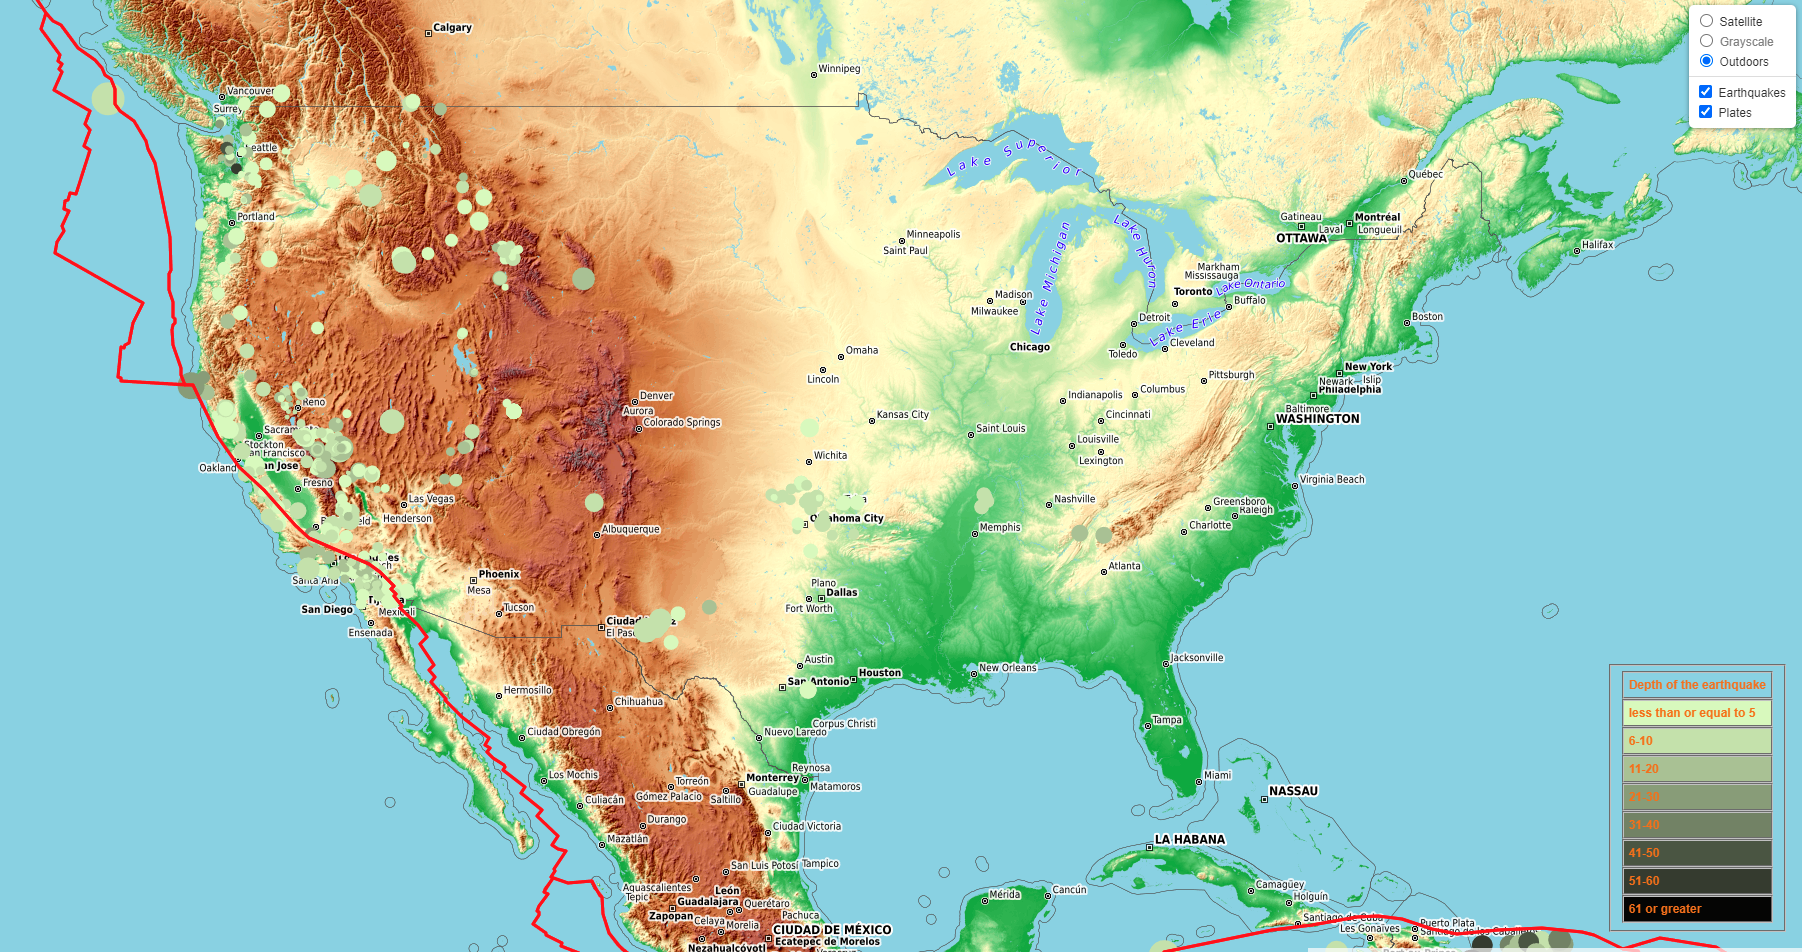 Satellite
Grayscale
Outdoors
Earthquakes
Plates
Calgary
Winnipeg
Vancouver
Surrey
eattle
Portland
Lake Superior
Québec
Gatineau
Montréal
Laval
Longueuil
OTTAWA
Halifax
Minneapolis
Saint Paul
Lake Michigan
Lake Huron
Markham
Mississauga
Toronto
Lake Ontario
Buffalo
Madison
Milwaukee
Detroit
Lake Erie
Boston
Chicago
Toledo
Cleveland
Omaha
Lincoln
New York
Newark
Islip
Philadelphia
Pittsburgh
Reno
Denver
Aurora
Colorado Springs
Indianapolis
Columbus
Cincinnati
Baltimore
WASHINGTON
Kansas City
Saint Louis
Louisville
Lexington
Stockton
an Francisco
Oakland
an Jose
Fresno
Wichita
Virginia Beach
Las Vegas
Henderson
Nashville
Greensboro
Raleigh
Charlotte
Albuquerque
ahoma City
Memphis
Atlanta
Santa Ana
Phoenix
Mesa
Tucson
San Diego
Mexicali
Ensenada
Plano
Dallas
Fort Worth
Ciudad
El Paso
Austin
Houston
San Antonio
New Orleans
Jacksonville
Hermosillo
Chihuahua
Ciudad Obregón
Nuevo Laredo
Corpus Christi
Tampa
Depth of the earthquake
less than or equal to 5
6-10
11-20
31-40
41-50
51-60
61 or greater
Los Mochis
Torreón
Gómez Palacio
Saltillo
Monterrey
Guadalupe
Reynosa
Matamoros
Miami
NASSAU
Culiacán
Durango
Mazatlán
Ciudad Victoria
LA HABANA
San Luis Potosí
Tampico
Aguascalientes
Tepic
León
Guadalajara
Querétaro
Zapopan
Celaya
Morelia
Pachuca
CIUDAD DE MÉXICO
Ecatepec de Morelos
Nezahualcóyotl
Mérida
Cancún
Camagüey
Holguín
Santiago de Cuba
Les Gonaïves
Puerto Plata
Santiago de los Caballeros